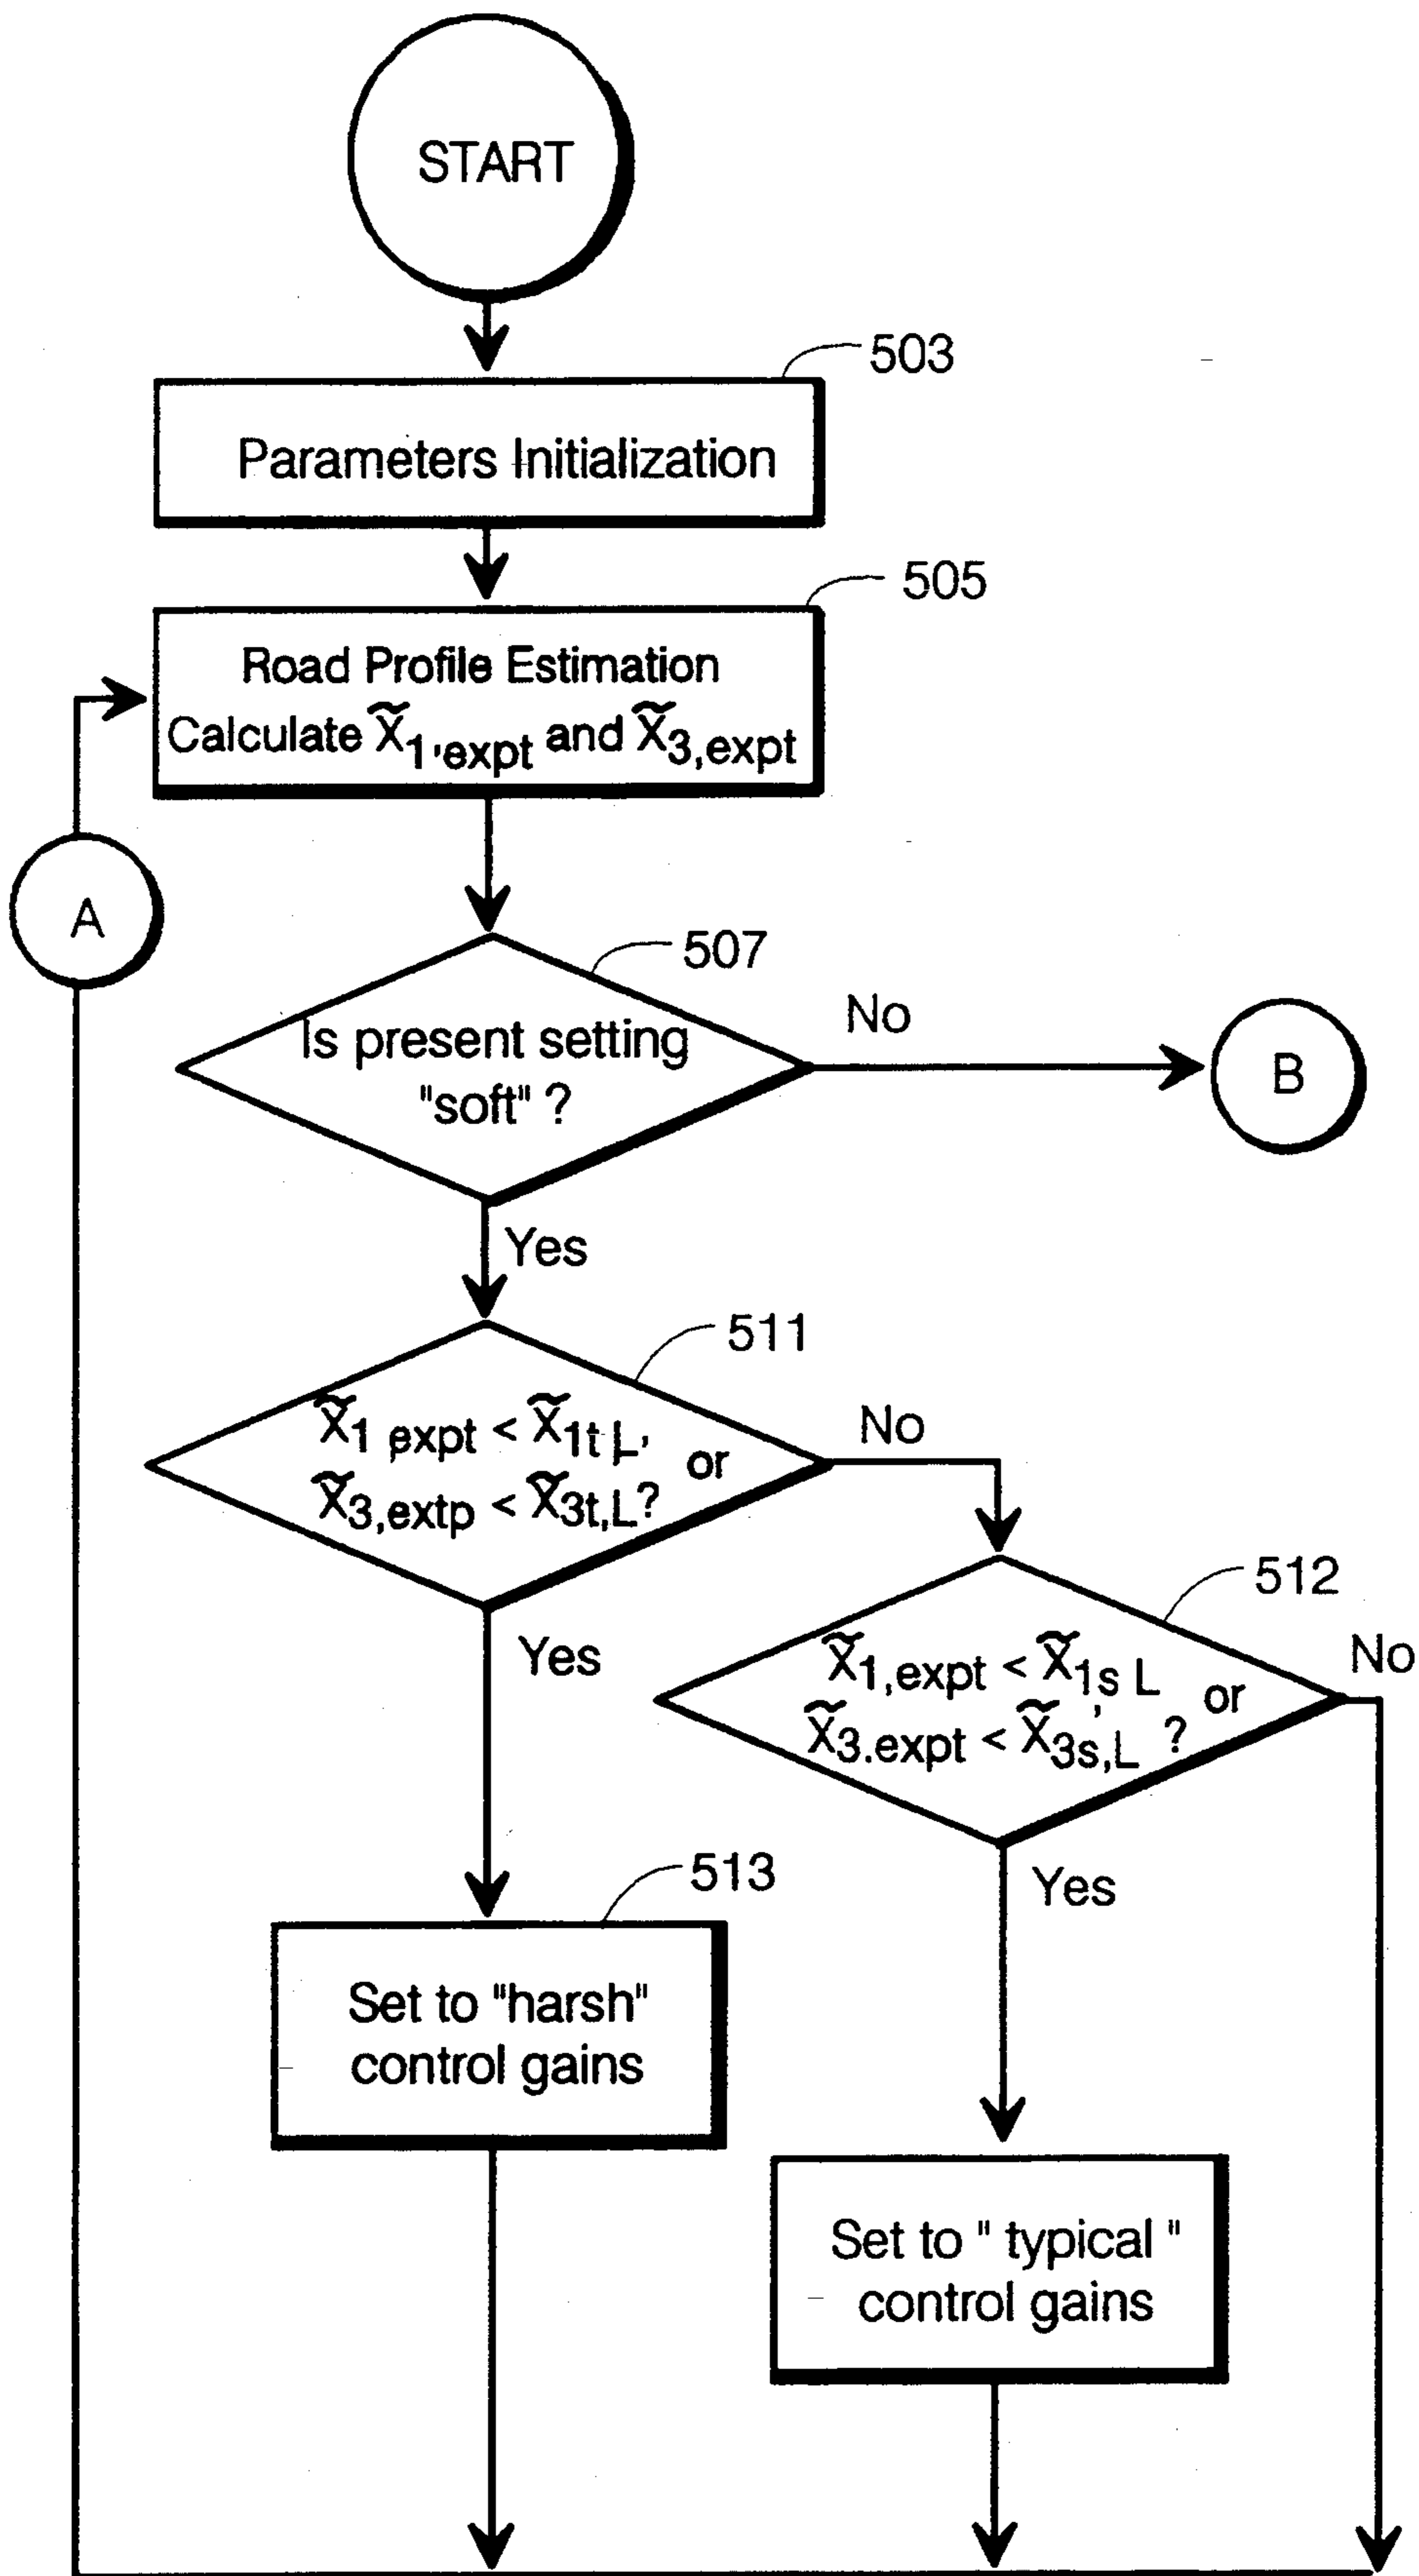 START
503
Parameters Initialization
505
Road Profile Estimation
Calculate X̃1,expt and X̃3,expt
A
507
Is present setting
"soft" ?
No
B
Yes
511
X̃1 expt < X̃1t L, or
X̃3,extp < X̃3t,L?
No
512
Yes
X̃1,expt < X̃1s,L or
X̃3.expt < X̃3s,L ?
No
513
Yes
Set to "harsh"
control gains
Set to " typical "
control gains